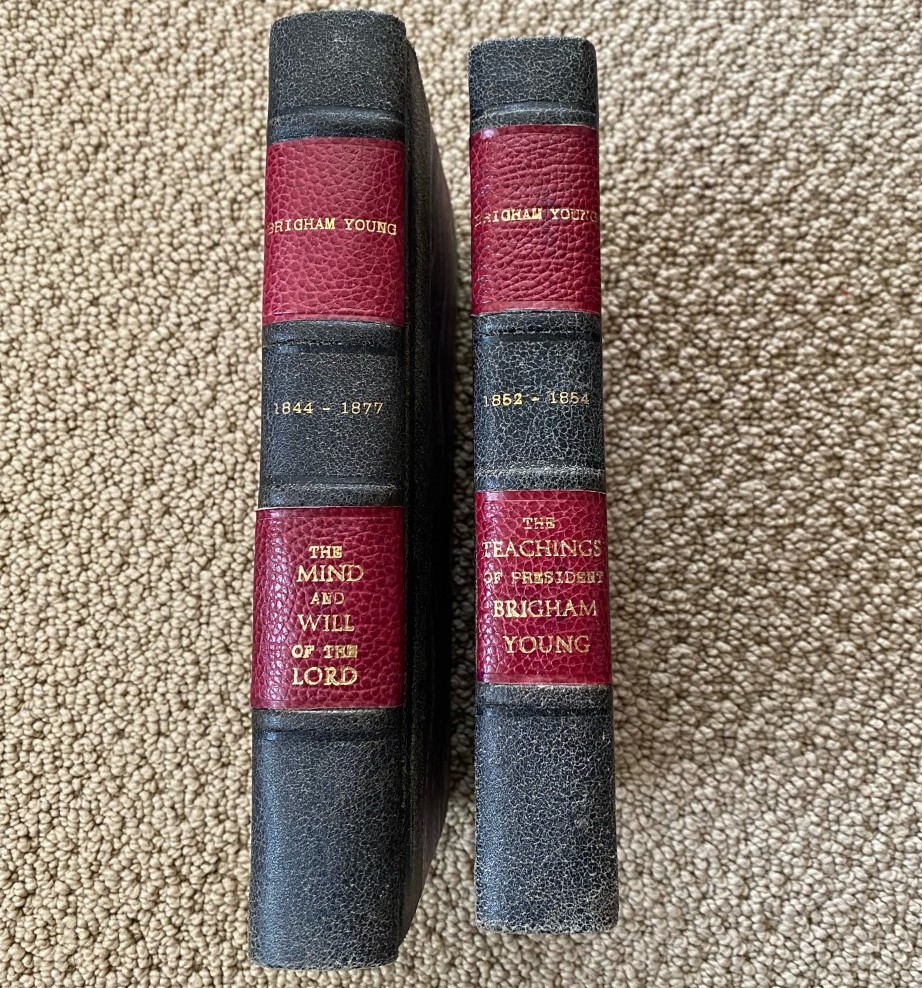 BRIGHAM YOUNG
1844 - 1877
THE
MIND
AND
WILL
OF THE
LORD
BRIGHAM YOUNG
1852 - 1854
THE
TEACHINGS
OF PRESIDENT
BRIGHAM
YOUNG